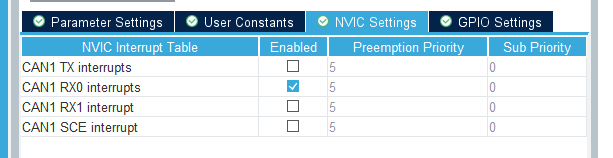 Parameter Settings User Constants NVIC Settings GPIO Settings
NVIC Interrupt Table Enabled Preemption Priority Sub Priority
CAN1 TX interrupts 5 0
CAN1 RX0 interrupts 5 0
CAN1 RX1 interrupt 5 0
CAN1 SCE interrupt 5 0